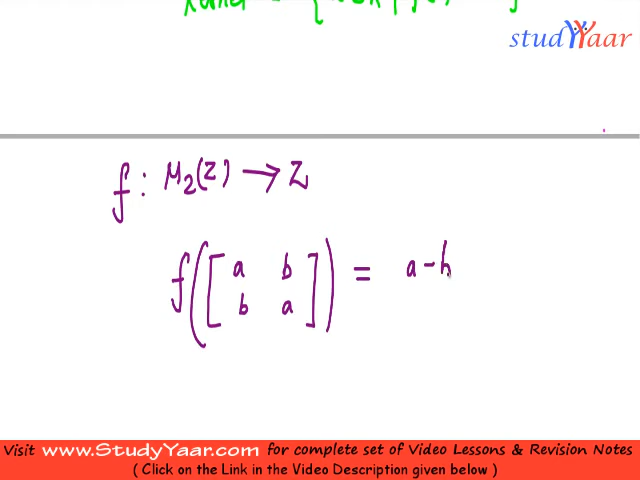 studYYaar
f : M2(Z) → Z
f([ a b
b a ]) = a - b
Visit www.StudyYaar.com for complete set of Video Lessons & Revision Notes
( Click on the Link in the Video Description given below )